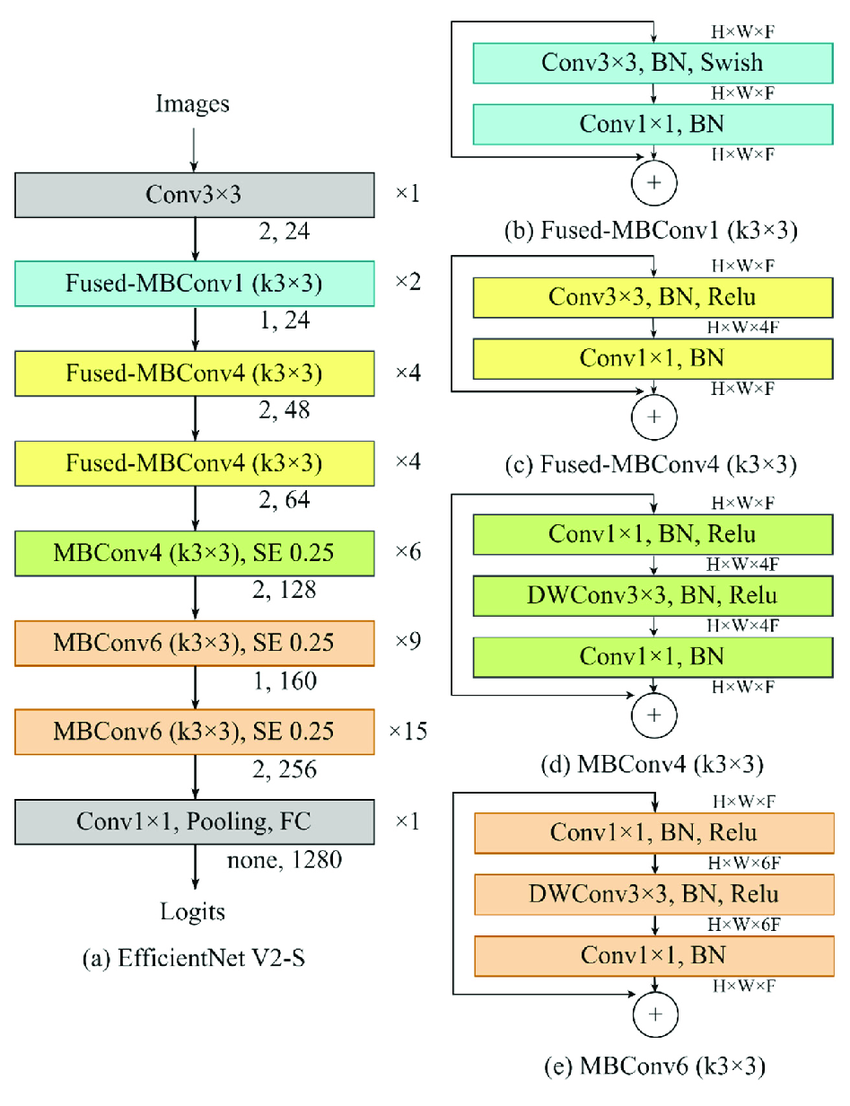 Images
Conv3×3 ×1
2, 24
Fused-MBConv1 (k3×3) ×2
1, 24
Fused-MBConv4 (k3×3) ×4
2, 48
Fused-MBConv4 (k3×3) ×4
2, 64
MBConv4 (k3×3), SE 0.25 ×6
2, 128
MBConv6 (k3×3), SE 0.25 ×9
1, 160
MBConv6 (k3×3), SE 0.25 ×15
2, 256
Conv1×1, Pooling, FC ×1
none, 1280
Logits
(a) EfficientNet V2-S
H×W×F
Conv3×3, BN, Swish
H×W×F
Conv1×1, BN
H×W×F
+
(b) Fused-MBConv1 (k3×3)
H×W×F
Conv3×3, BN, Relu
H×W×4F
Conv1×1, BN
H×W×F
+
(c) Fused-MBConv4 (k3×3)
H×W×F
Conv1×1, BN, Relu
H×W×4F
DWConv3×3, BN, Relu
H×W×4F
Conv1×1, BN
H×W×F
+
(d) MBConv4 (k3×3)
H×W×F
Conv1×1, BN, Relu
H×W×6F
DWConv3×3, BN, Relu
H×W×6F
Conv1×1, BN
H×W×F
+
(e) MBConv6 (k3×3)